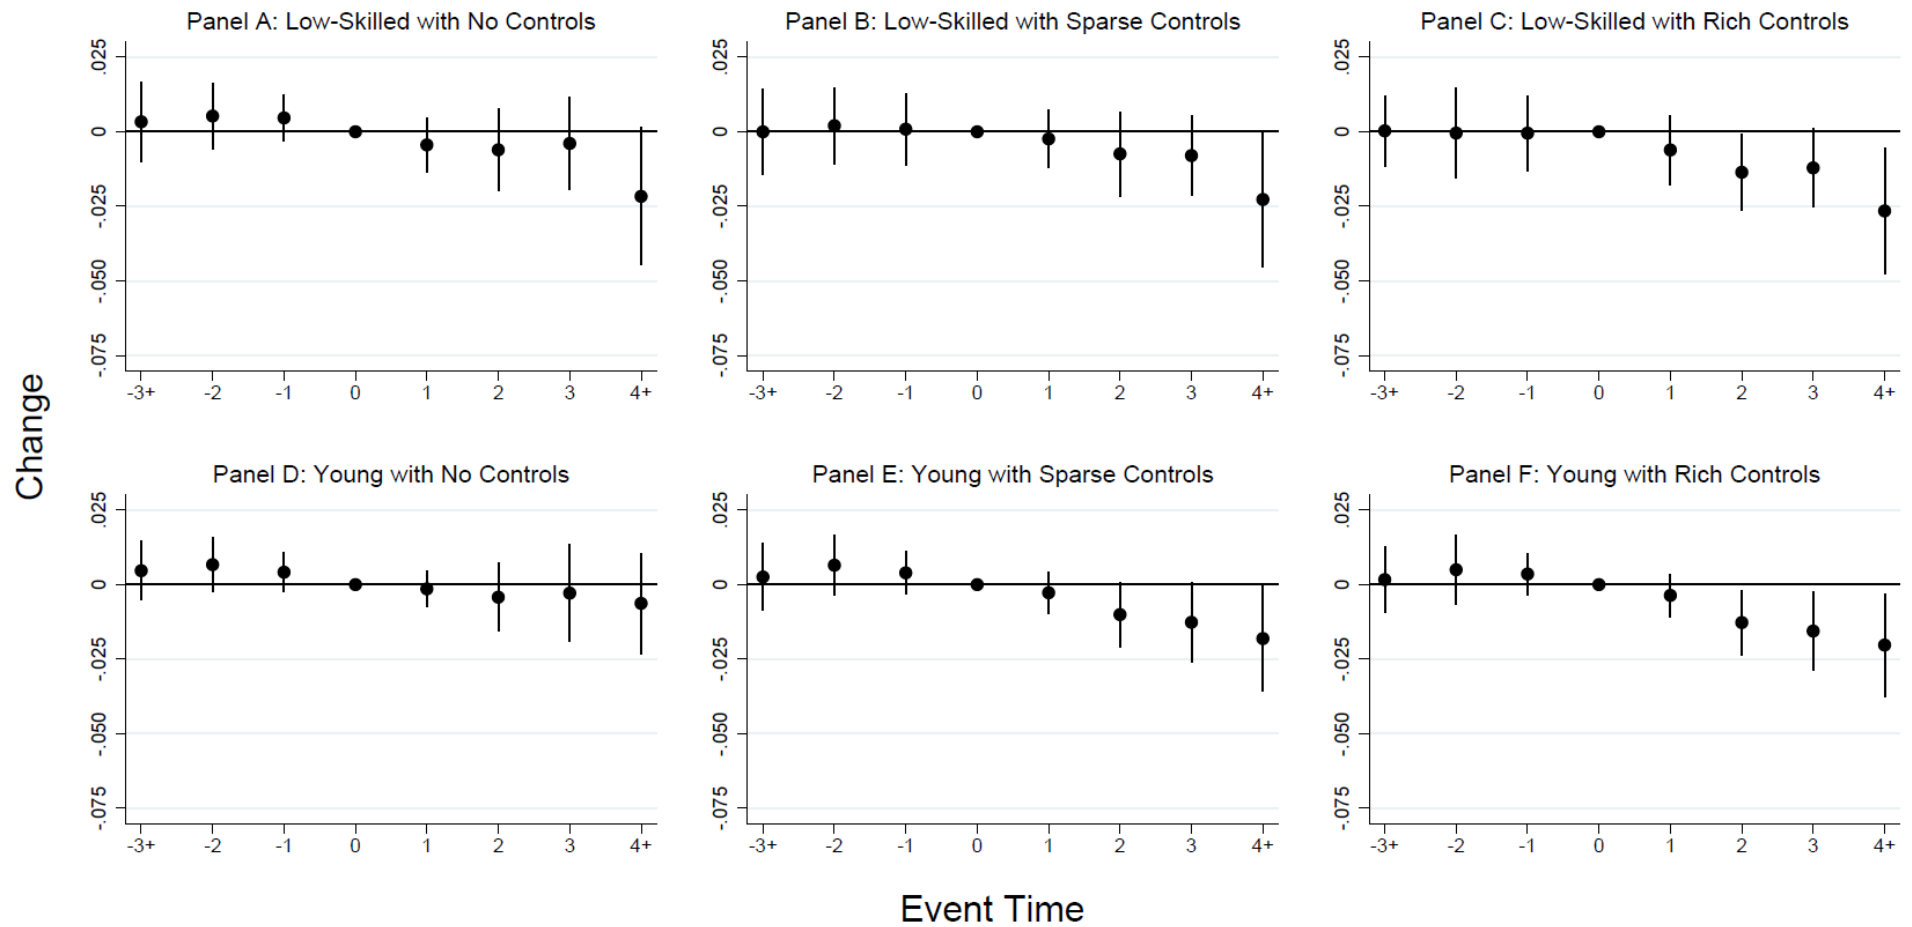 Panel A: Low-Skilled with No Controls
.025
0
-.025
-.050
-.075
-3+ -2 -1 0 1 2 3 4+
Panel B: Low-Skilled with Sparse Controls
.025
0
-.025
-.050
-.075
-3+ -2 -1 0 1 2 3 4+
Panel C: Low-Skilled with Rich Controls
.025
0
-.025
-.050
-.075
-3+ -2 -1 0 1 2 3 4+
Change
Panel D: Young with No Controls
.025
0
-.025
-.050
-.075
-3+ -2 -1 0 1 2 3 4+
Panel E: Young with Sparse Controls
.025
0
-.025
-.050
-.075
-3+ -2 -1 0 1 2 3 4+
Panel F: Young with Rich Controls
.025
0
-.025
-.050
-.075
-3+ -2 -1 0 1 2 3 4+
Event Time